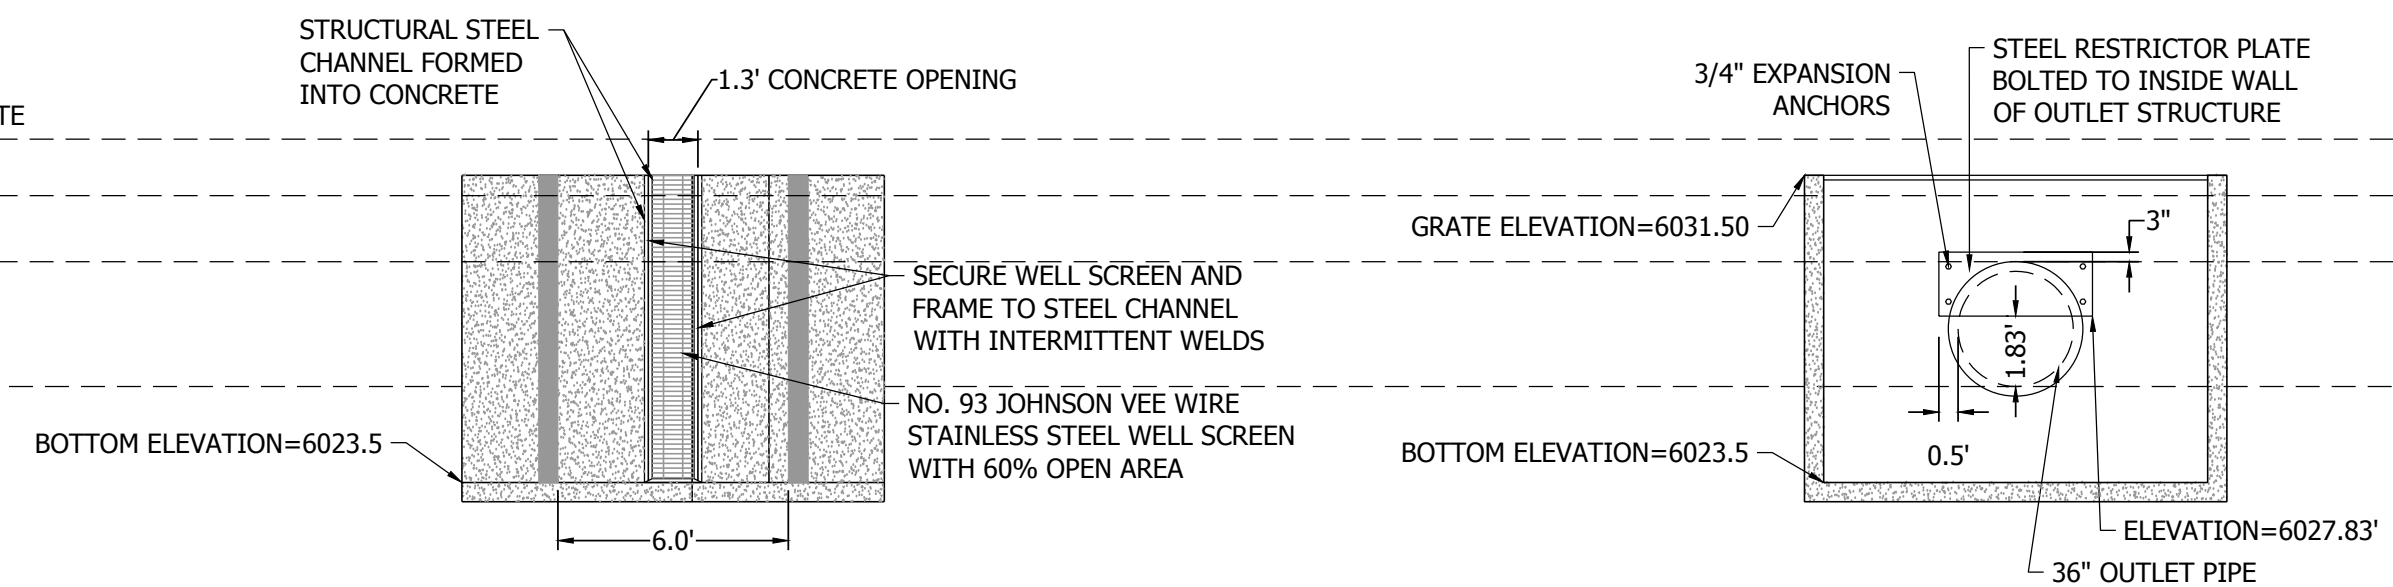 STRUCTURAL STEEL
CHANNEL FORMED
INTO CONCRETE
1.3' CONCRETE OPENING
TE
BOTTOM ELEVATION=6023.5
SECURE WELL SCREEN AND
FRAME TO STEEL CHANNEL
WITH INTERMITTENT WELDS
NO. 93 JOHNSON VEE WIRE
STAINLESS STEEL WELL SCREEN
WITH 60% OPEN AREA
6.0'
3/4" EXPANSION
ANCHORS
STEEL RESTRICTOR PLATE
BOLTED TO INSIDE WALL
OF OUTLET STRUCTURE
GRATE ELEVATION=6031.50
3"
1.83'
0.5'
BOTTOM ELEVATION=6023.5
ELEVATION=6027.83'
36" OUTLET PIPE